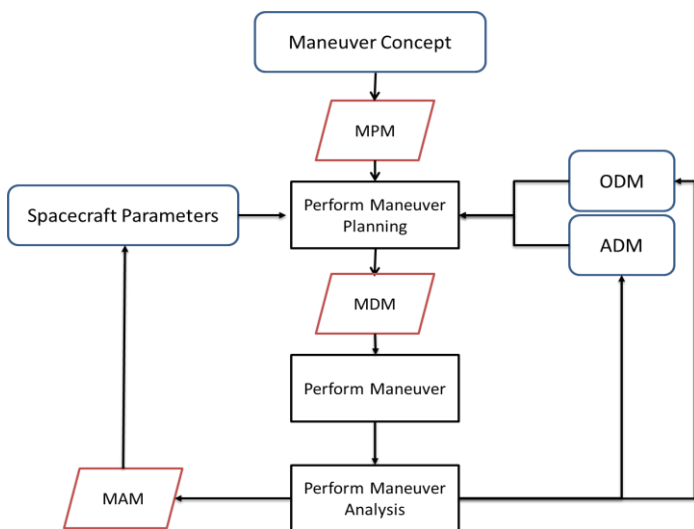 Maneuver Concept
MPM
Spacecraft Parameters
Perform Maneuver
Planning
ODM
ADM
MDM
Perform Maneuver
MAM
Perform Maneuver
Analysis